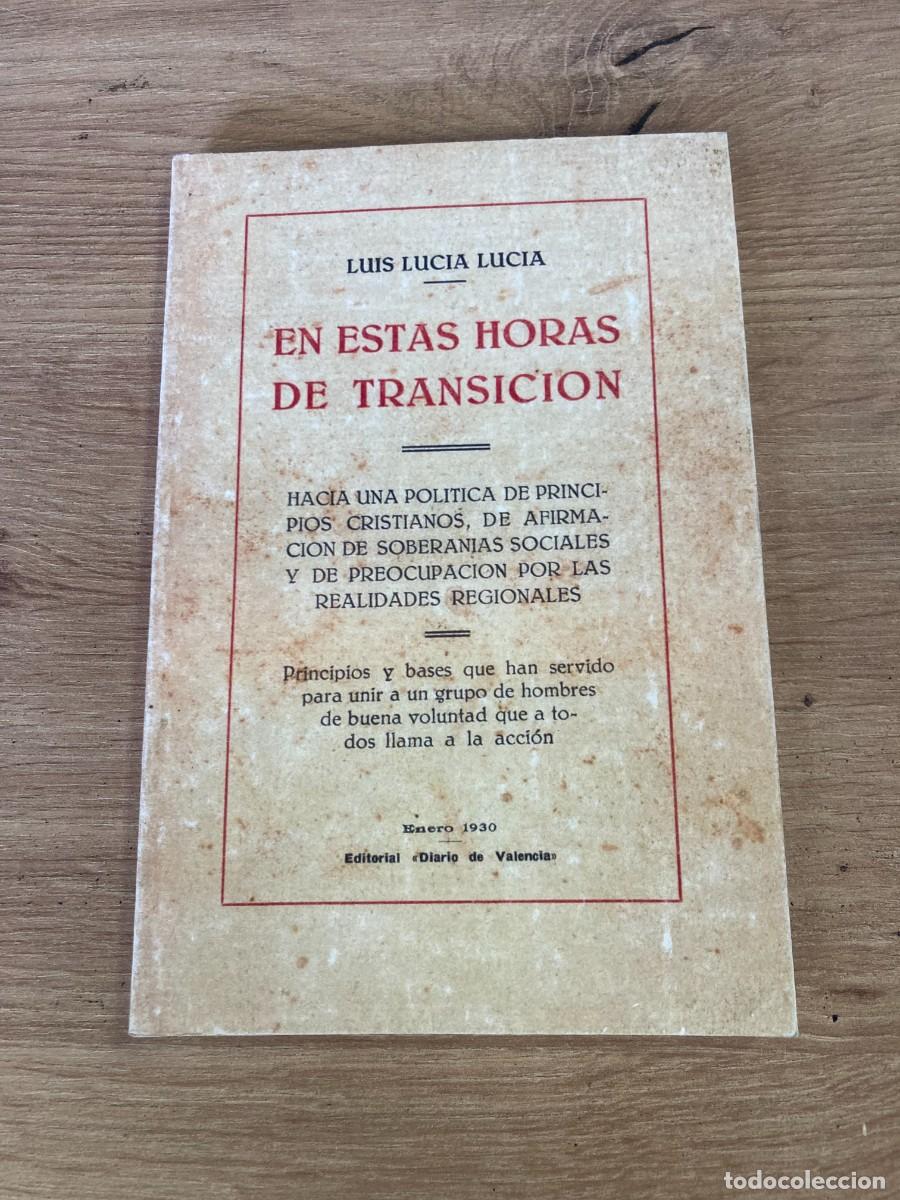 LUIS LUCIA LUCIA
EN ESTAS HORAS
DE TRANSICION
HACIA UNA POLITICA DE PRINCI-
PIOS CRISTIANOS, DE AFIRMA-
CION DE SOBERANIAS SOCIALES
Y DE PREOCUPACION POR LAS
REALIDADES REGIONALES
Principios y bases que han servido
para unir a un grupo de hombres
de buena voluntad que a to-
dos llama a la acción
Enero 1930
Editorial «Diario de Valencia»
todocoleccion